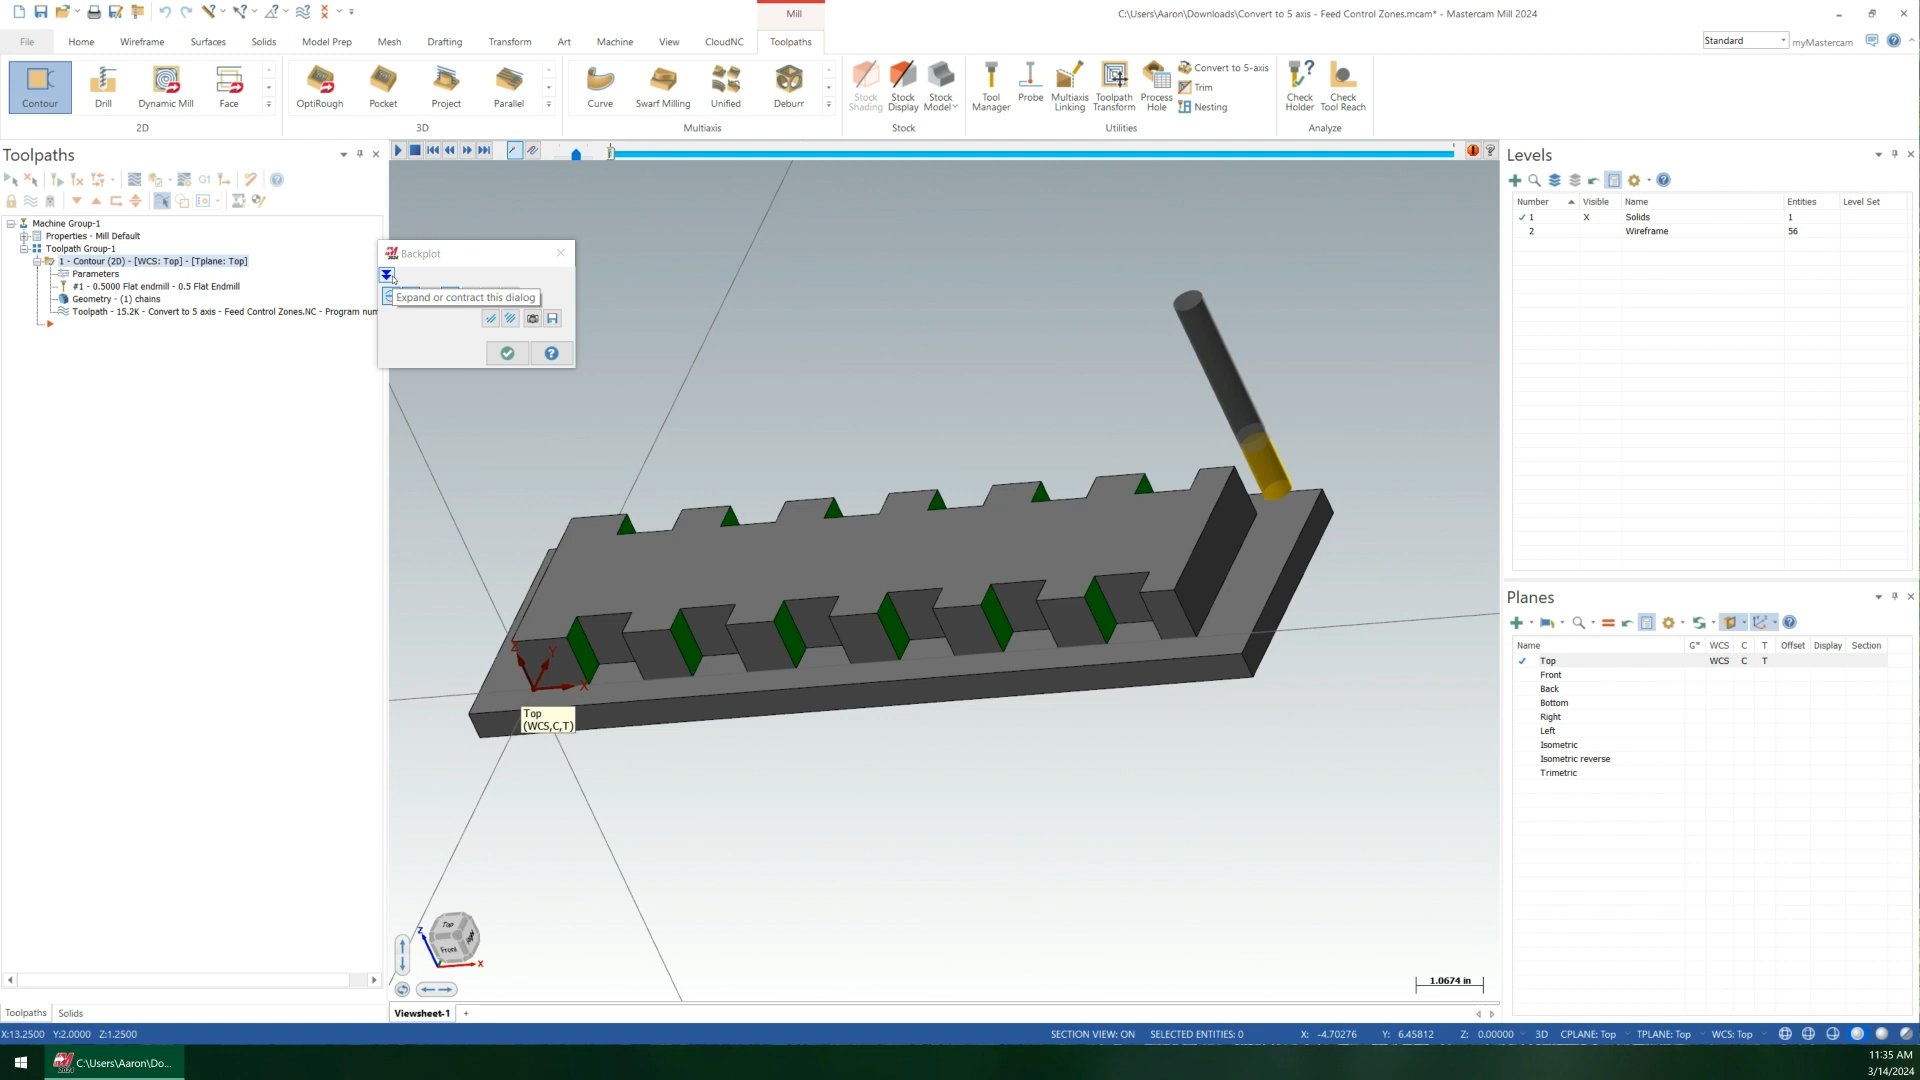 C:\Users\Aaron\Downloads\Convert to 5 axis - Feed Control Zones.mcam* - Mastercam Mill 2024
Mill
File Home Wireframe Surfaces Solids Model Prep Mesh Drafting Transform Art Machine View CloudNC Toolpaths
Standard myMastercam
Contour Drill Dynamic Mill Face
2D
OptiRough Pocket Project Parallel
3D
Curve Swarf Milling Unified Deburr
Multiaxis
Stock Shading
Stock Display
Stock Model
Stock
Tool Manager
Probe
Multiaxis Linking
Toolpath Transform
Process Hole
Convert to 5-axis
Trim
Nesting
Utilities
Check Holder
Check Tool Reach
Analyze
Toolpaths
G1
Machine Group-1
Properties - Mill Default
Toolpath Group-1
1 - Contour (2D) - [WCS: Top] - [Tplane: Top]
Parameters
#1 - 0.5000 Flat endmill - 0.5 Flat Endmill
Geometry - (1) chains
Toolpath - 15.2K - Convert to 5 axis - Feed Control Zones.NC - Program num
Toolpaths Solids
Backplot
Expand or contract this dialog
Z Y X
Top
(WCS,C,T)
Top
Front
Z
X
1.0674 in
Viewsheet-1 +
Levels
Number Visible Name Entities Level Set
1 X Solids 1
2 Wireframe 56
Planes
Name G* WCS C T Offset Display Section
Top WCS C T
Front
Back
Bottom
Right
Left
Isometric
Isometric reverse
Trimetric
X:13.2500 Y:2.0000 Z:1.2500
SECTION VIEW: ON SELECTED ENTITIES: 0 X: -4.70276 Y: 6.45812 Z: 0.00000 3D CPLANE: Top TPLANE: Top WCS: Top
C:\Users\Aaron\Do...
11:35 AM
3/14/2024